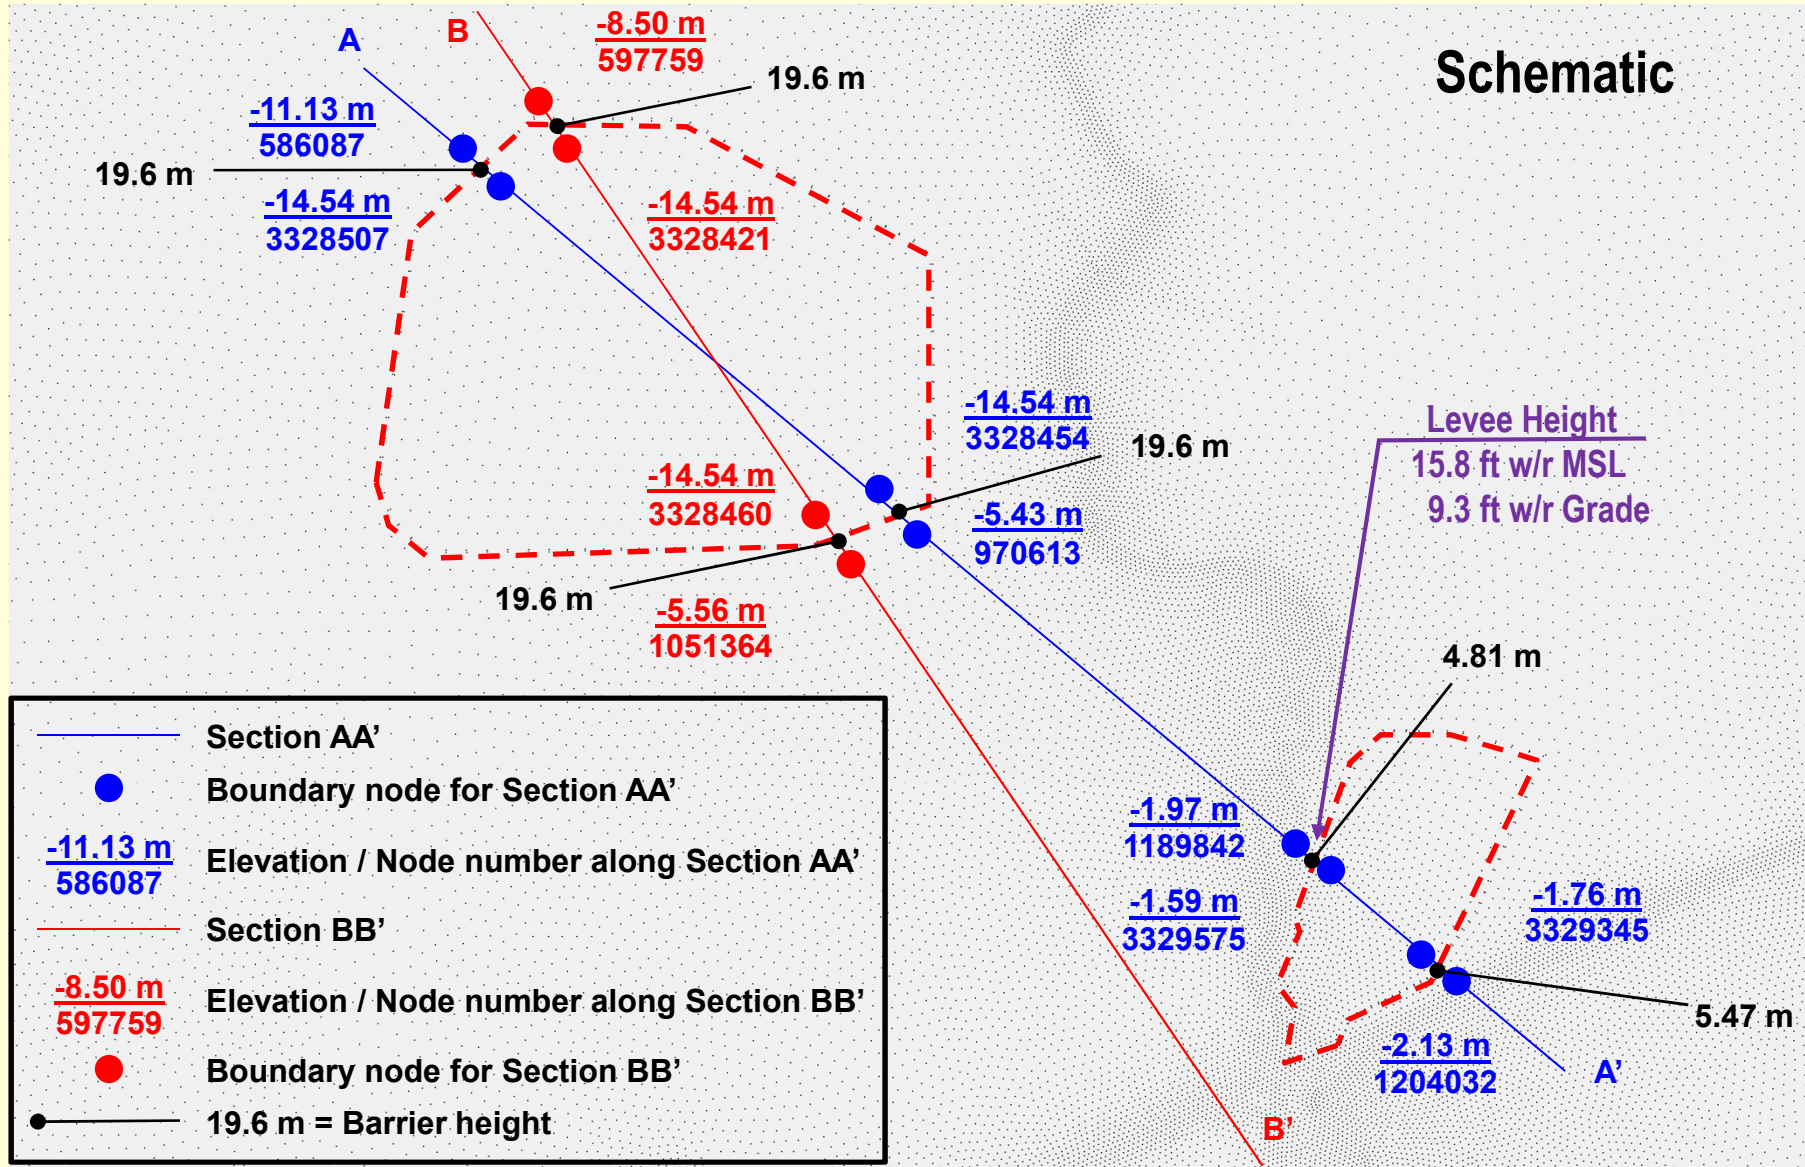 Schematic
A
B
-8.50 m
597759
19.6 m
-11.13 m
586087
19.6 m
-14.54 m
3328507
-14.54 m
3328421
-14.54 m
3328454
19.6 m
-14.54 m
3328460
-5.43 m
970613
19.6 m
-5.56 m
1051364
Levee Height
15.8 ft w/r MSL
9.3 ft w/r Grade
4.81 m
-1.97 m
1189842
-1.59 m
3329575
-1.76 m
3329345
5.47 m
-2.13 m
1204032
A'
B'
Section AA'
Boundary node for Section AA'
-11.13 m
586087
Elevation / Node number along Section AA'
Section BB'
-8.50 m
597759
Elevation / Node number along Section BB'
Boundary node for Section BB'
19.6 m = Barrier height